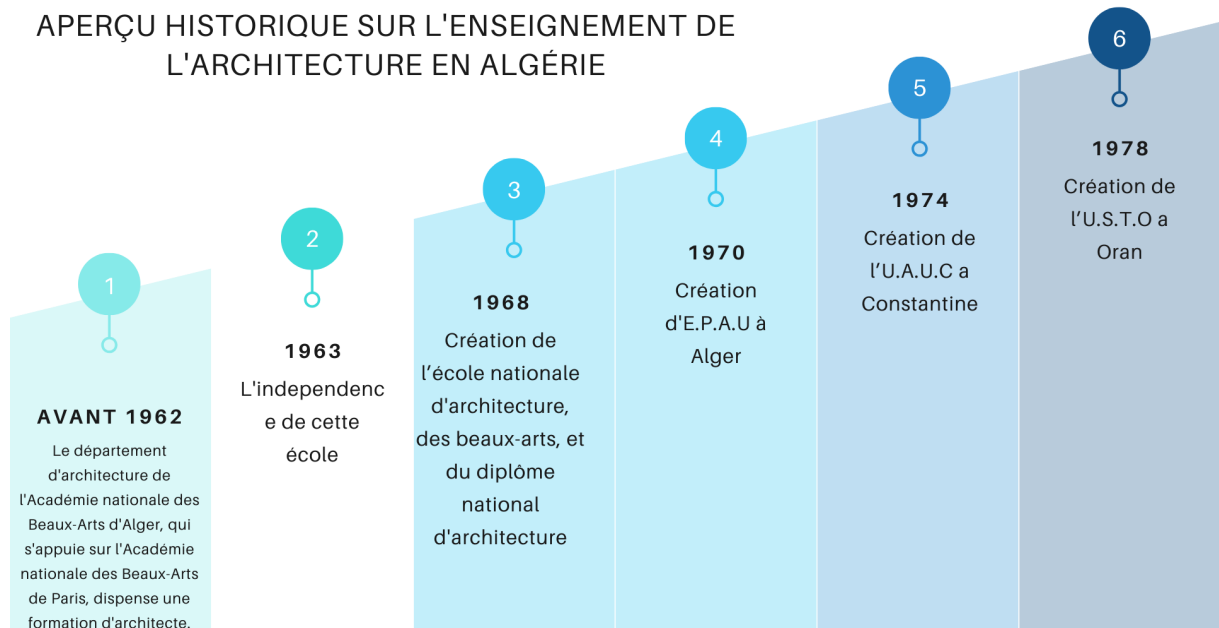 APERÇU HISTORIQUE SUR L'ENSEIGNEMENT DE
L'ARCHITECTURE EN ALGÉRIE
1
AVANT 1962
Le département
d'architecture de
l'Académie nationale des
Beaux-Arts d'Alger, qui
s'appuie sur l'Académie
nationale des Beaux-Arts
de Paris, dispense une
formation d'architecte.
2
1963
L'independenc
e de cette
école
3
1968
Création de
l’école nationale
d'architecture,
des beaux-arts, et
du diplôme
national
d'architecture
4
1970
Création
d'E.P.A.U à
Alger
5
1974
Création de
l’U.A.U.C a
Constantine
6
1978
Création de
l’U.S.T.O a
Oran